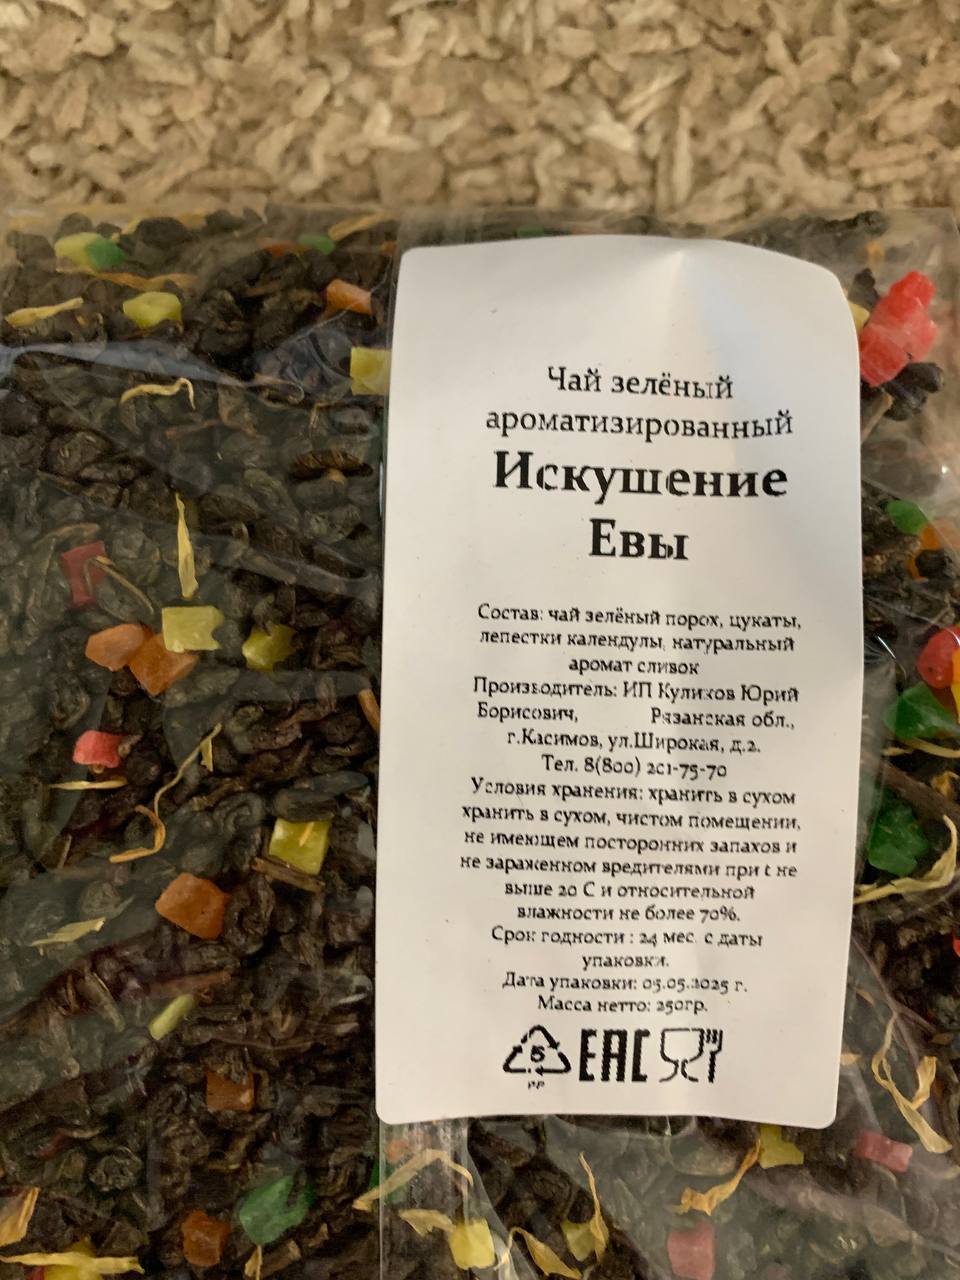 Чай зелёный
ароматизированный
Искушение
Евы
Состав: чай зелёный порох, цукаты,
лепестки календулы, натуральный
аромат сливок
Производитель: ИП Куликов Юрий
Борисович, Рязанская обл.,
г.Касимов, ул.Широкая, д.2.
Тел. 8(800) 201-75-70
Условия хранения: хранить в сухом
хранить в сухом, чистом помещении,
не имеющем посторонних запахов и
не зараженном вредителями при t не
выше 20 С и относительной
влажности не более 70%.
Срок годности : 24 мес. с даты
упаковки.
Дата упаковки: 05.05.2025 г.
Масса нетто: 250гр.
5 EAC
PP